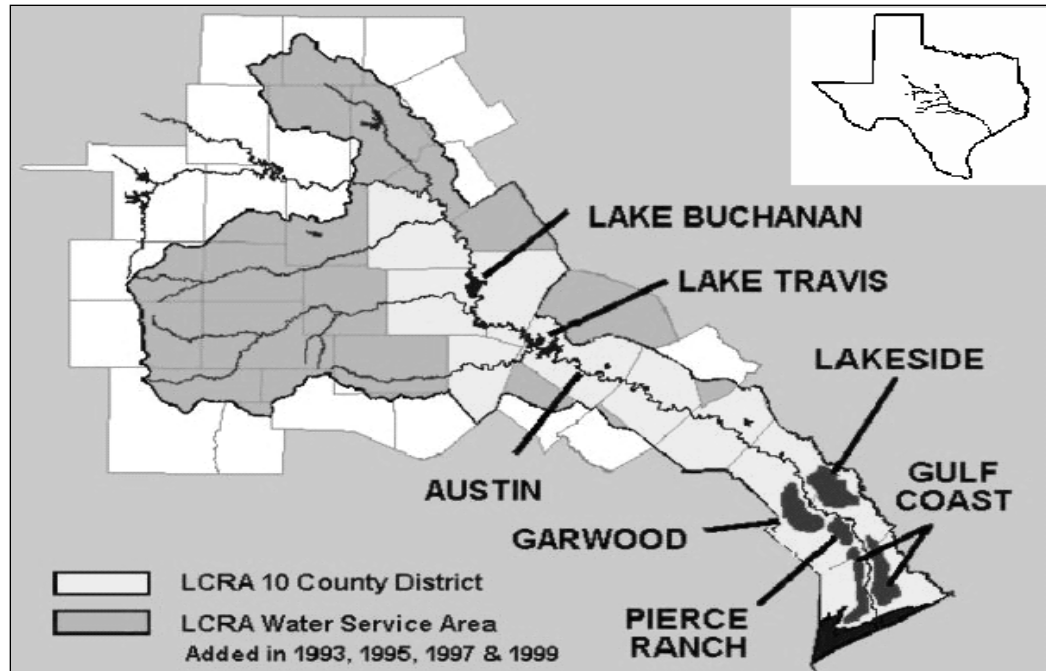 LAKE BUCHANAN
LAKE TRAVIS
LAKESIDE
GULF
COAST
AUSTIN
GARWOOD
PIERCE
RANCH
LCRA 10 County District
LCRA Water Service Area
Added in 1993, 1995, 1997 & 1999